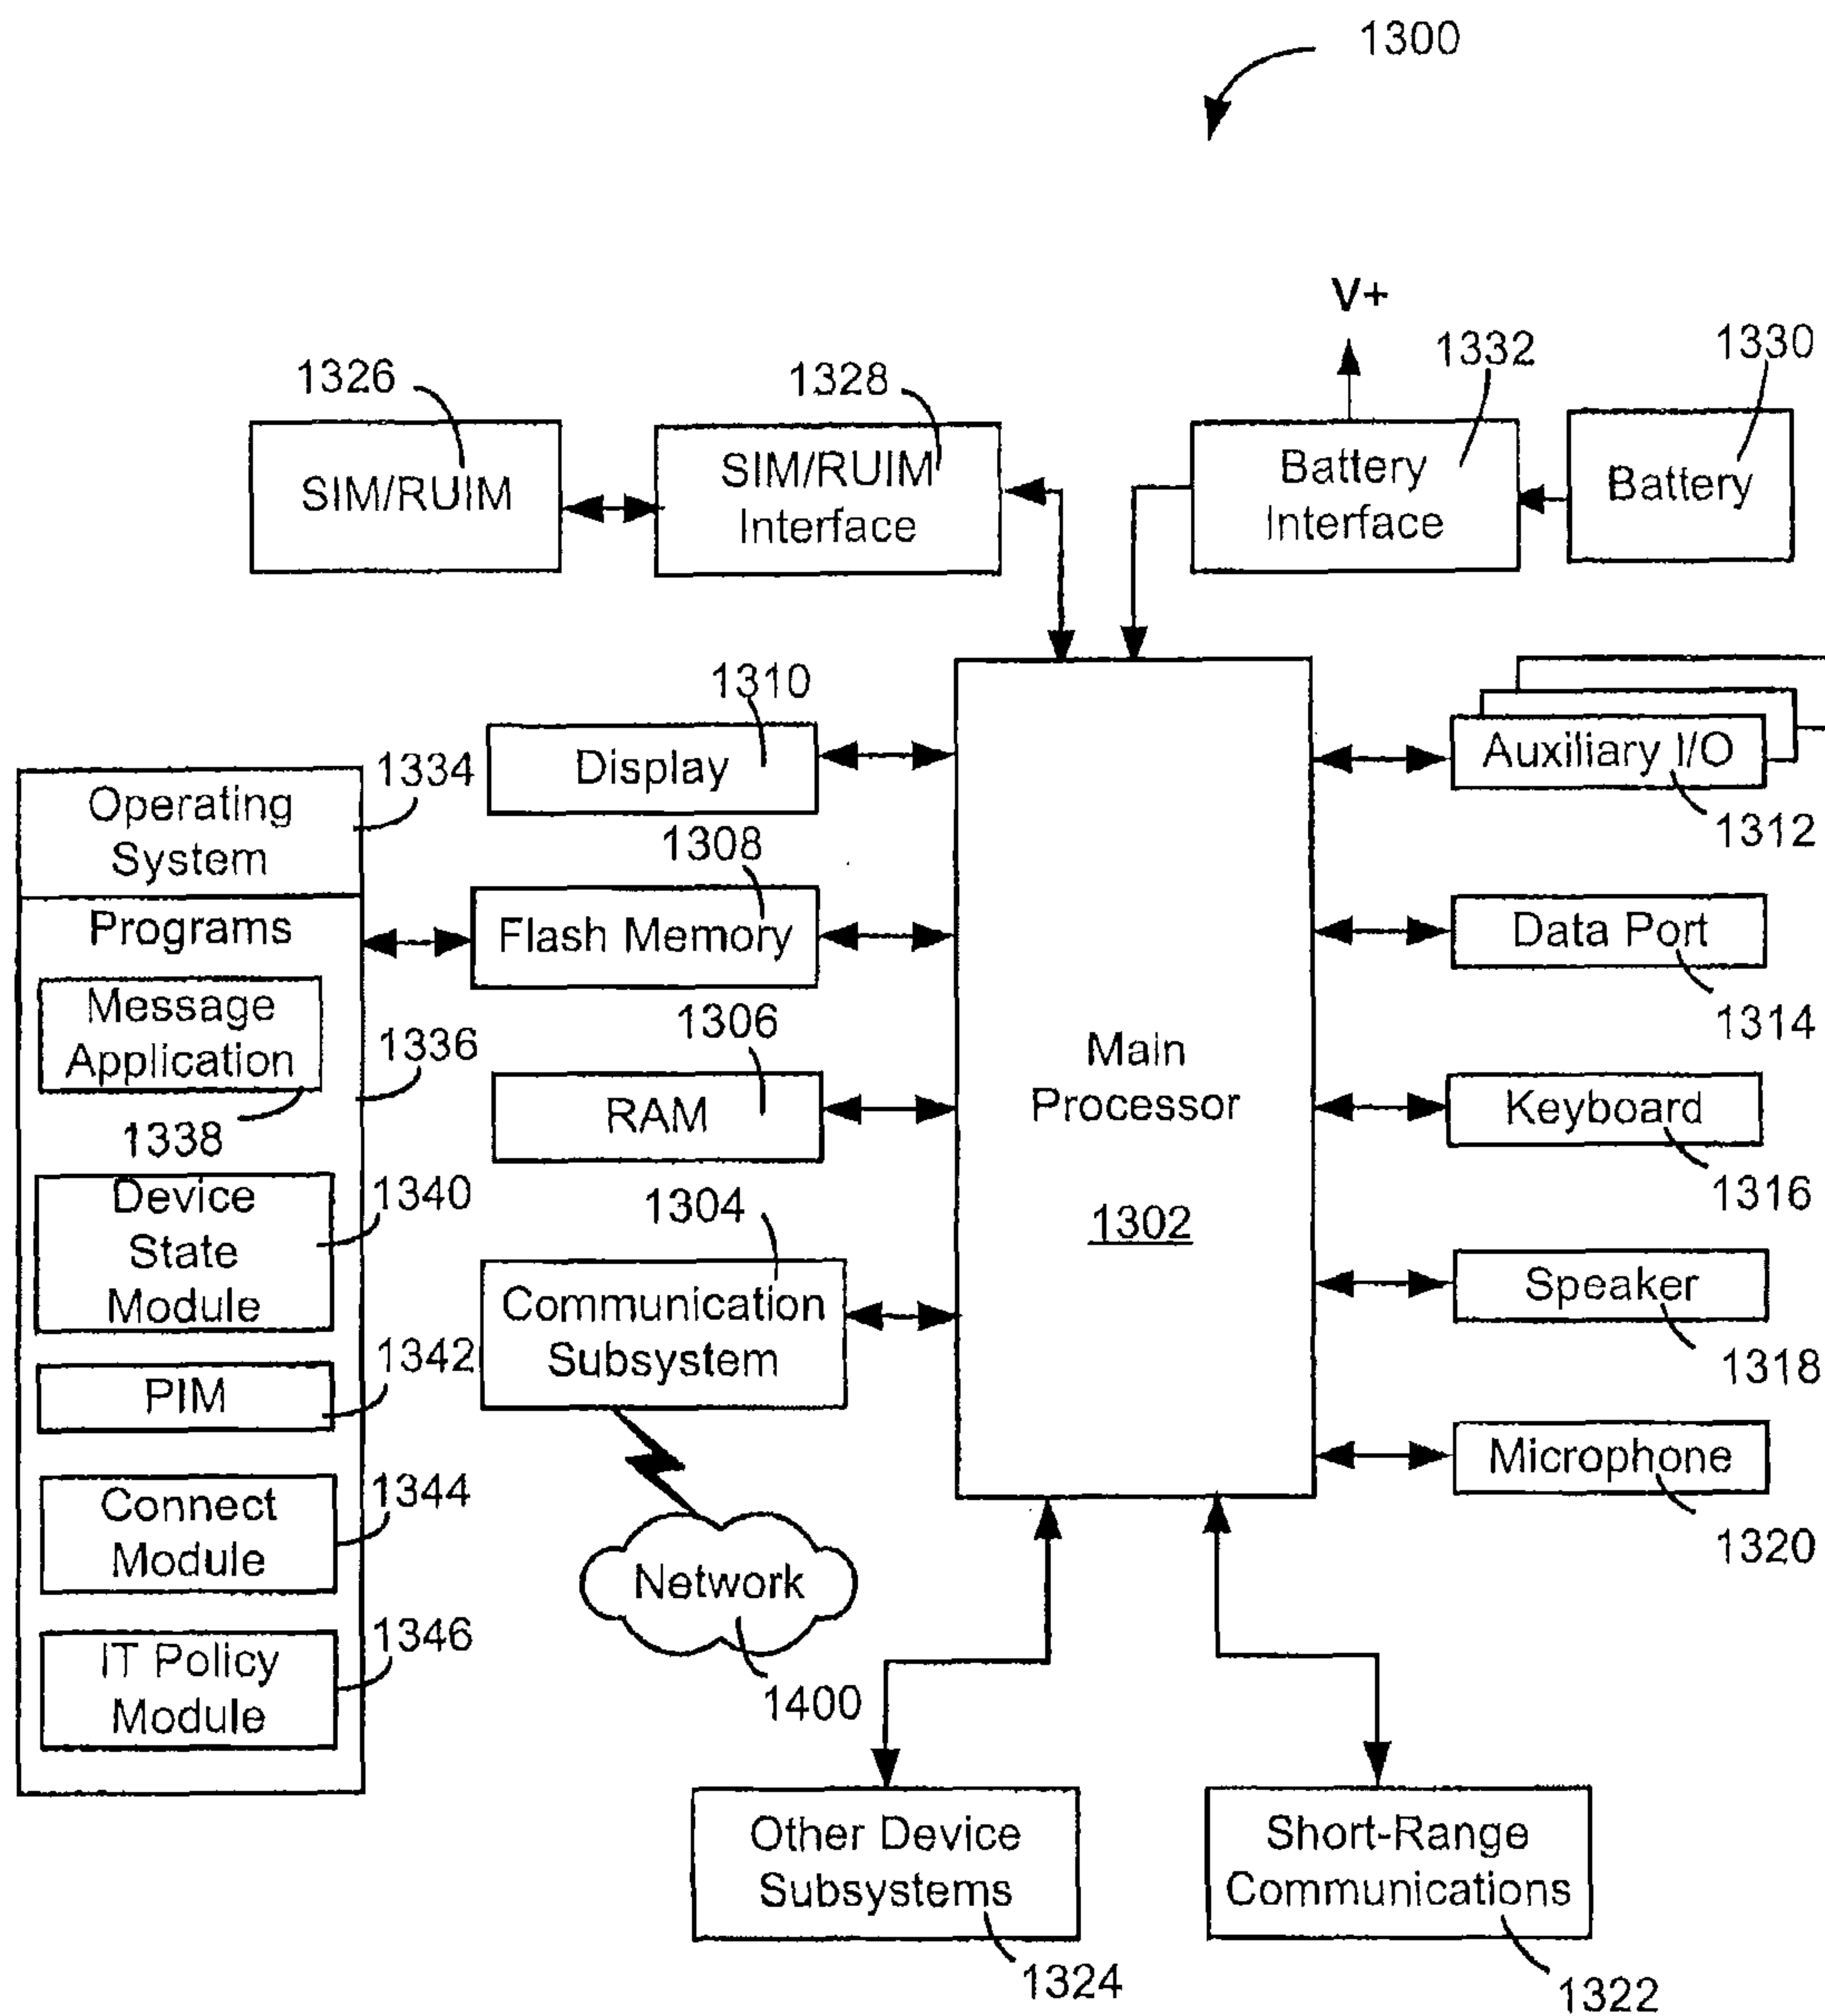 1300
V+
1326
1328
1332
1330
SIM/RUIM
SIM/RUIM
Interface
Battery
Interface
Battery
1310
Display
Auxiliary I/O
1312
1334
Operating
System
1308
Flash Memory
Programs
Data Port
1314
Message
Application
1338
1336
1306
RAM
Main
Processor
1302
Keyboard
1316
Device
State
Module
1340
1304
Communication
Subsystem
Speaker
1318
PIM
1342
Microphone
1320
Connect
Module
1344
Network
1400
IT Policy
Module
1346
Other Device
Subsystems
1324
Short-Range
Communications
1322